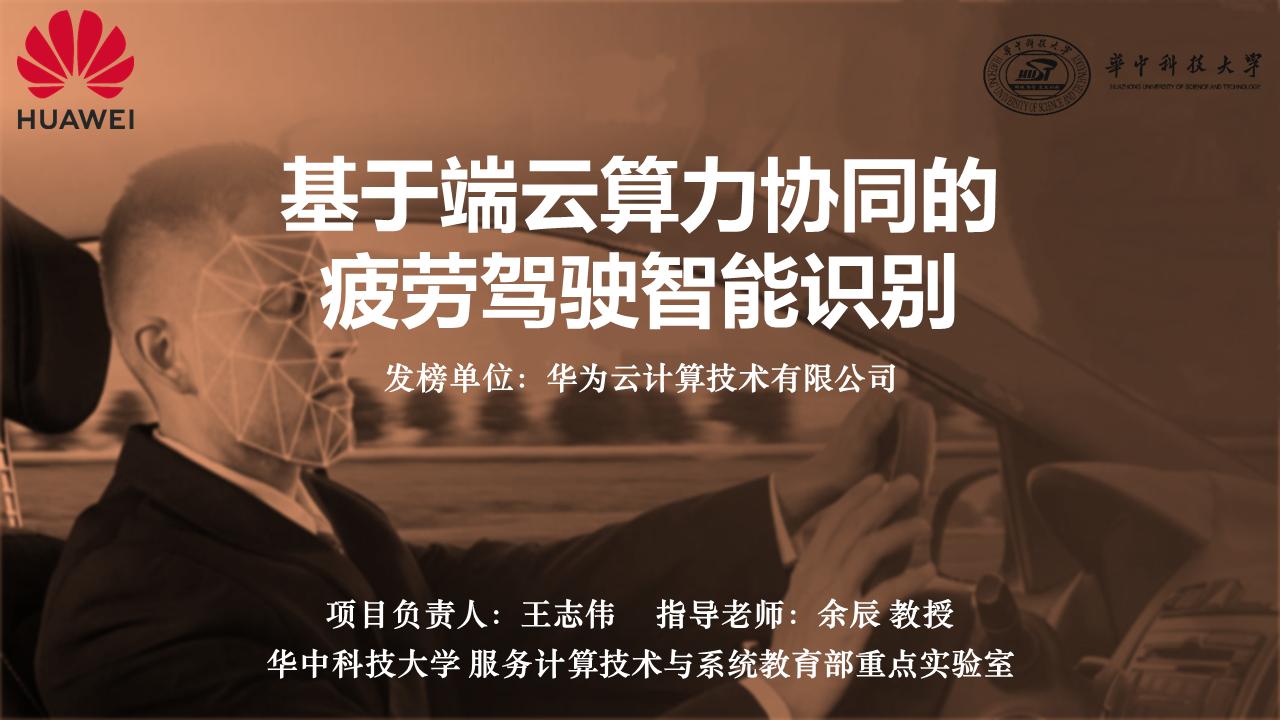 HUAWEI
華中科技大学
HUAZHONG UNIVERSITY OF SCIENCE AND TECHNOLOGY
基于端云算力协同的
疲劳驾驶智能识别
发榜单位：华为云计算技术有限公司
项目负责人：王志伟 指导老师：余辰 教授
华中科技大学 服务计算技术与系统教育部重点实验室